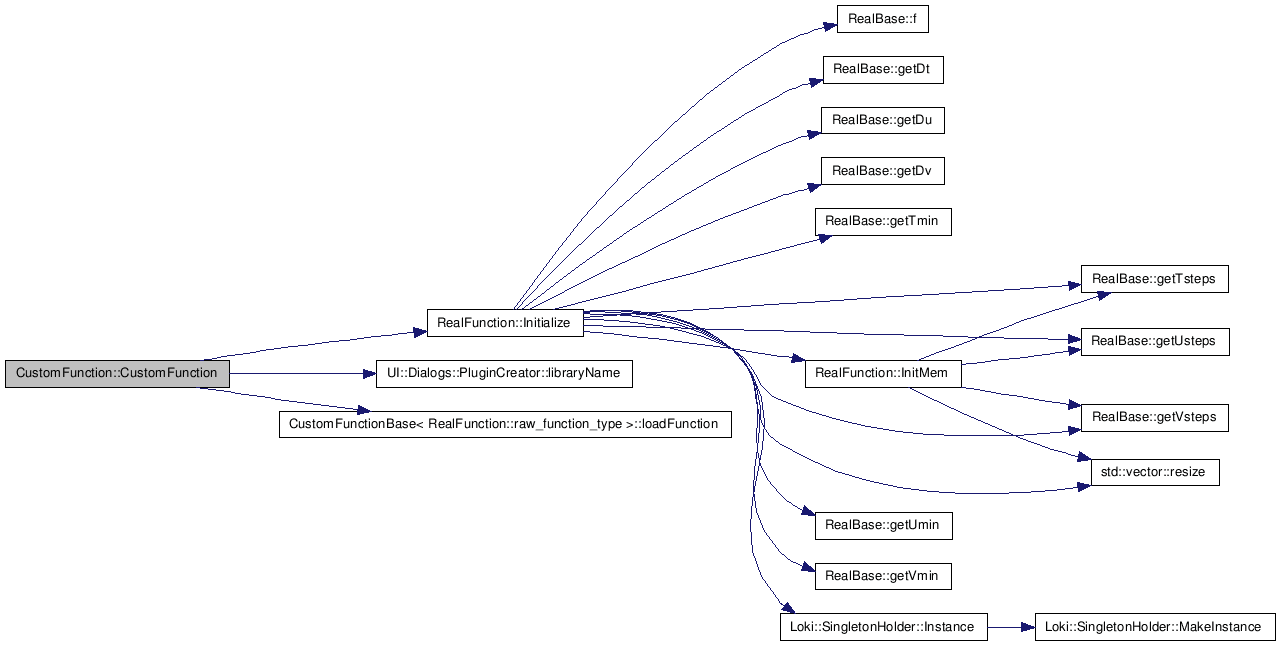 RealBase::f
RealBase::getDt
RealBase::getDu
RealBase::getDv
RealBase::getTmin
RealBase::getTsteps
RealFunction::Initialize
RealBase::getUsteps
CustomFunction::CustomFunction
UI::Dialogs::PluginCreator::libraryName
RealFunction::InitMem
RealBase::getVsteps
CustomFunctionBase< RealFunction::raw_function_type >::loadFunction
std::vector::resize
RealBase::getUmin
RealBase::getVmin
Loki::SingletonHolder::Instance
Loki::SingletonHolder::MakeInstance